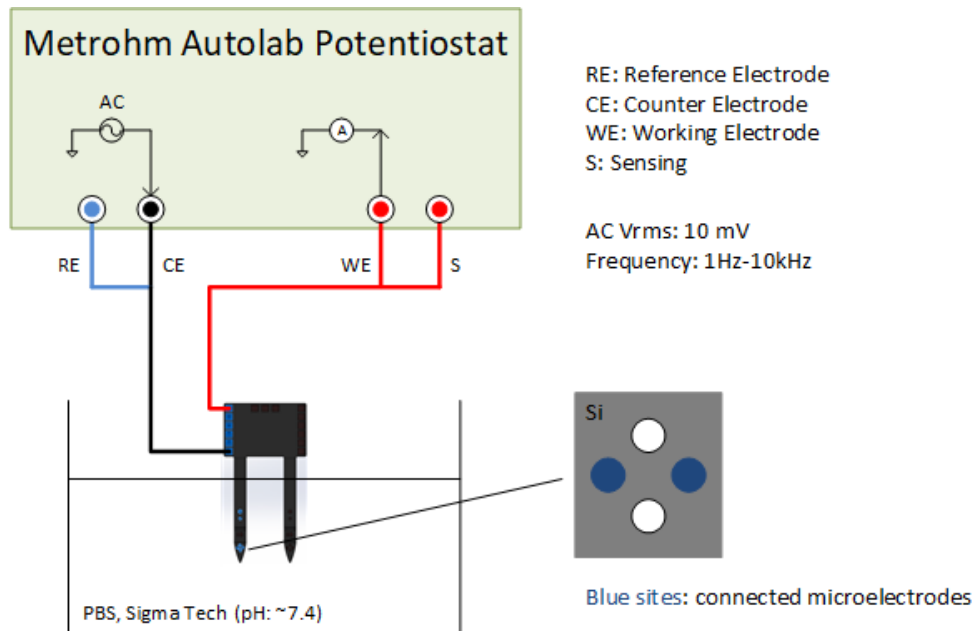 Metrohm Autolab Potentiostat
AC
A
RE
CE
WE
S
RE: Reference Electrode
CE: Counter Electrode
WE: Working Electrode
S: Sensing
AC Vrms: 10 mV
Frequency: 1Hz-10kHz
Si
PBS, Sigma Tech (pH: ~7.4)
Blue sites: connected microelectrodes